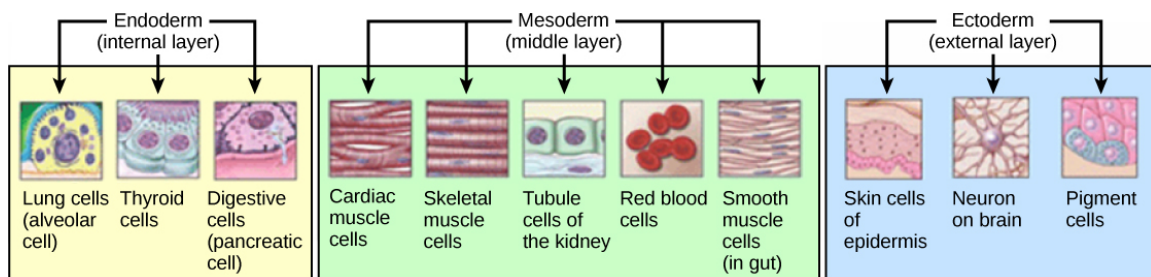 Endoderm
(internal layer)
Mesoderm
(middle layer)
Ectoderm
(external layer)
Lung cells
(alveolar
cell)
Thyroid
cells
Digestive
cells
(pancreatic
cell)
Cardiac
muscle
cells
Skeletal
muscle
cells
Tubule
cells of
the kidney
Red blood
cells
Smooth
muscle
cells
(in gut)
Skin cells
of
epidermis
Neuron
on brain
Pigment
cells